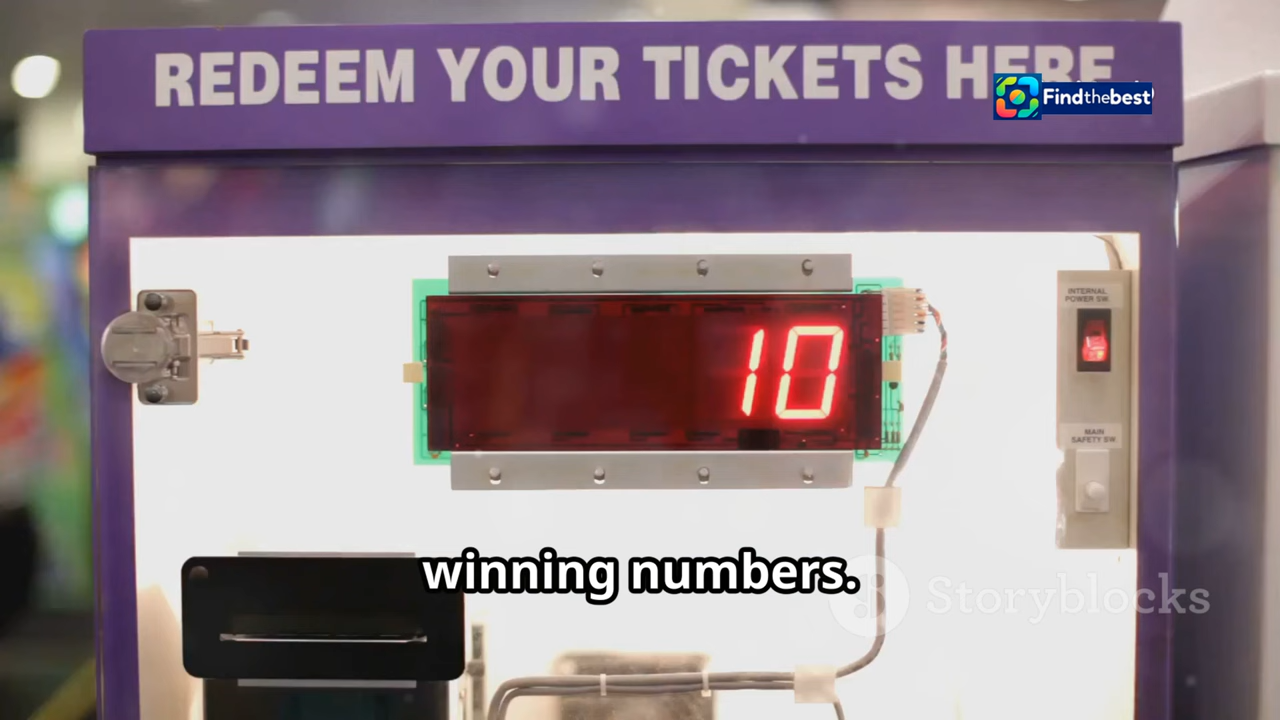 REDEEM YOUR TICKETS HERE
Findthebest
INTERNAL
POWER SW.
10
MAIN
SAFETY SW.
winning numbers.
Storyblocks